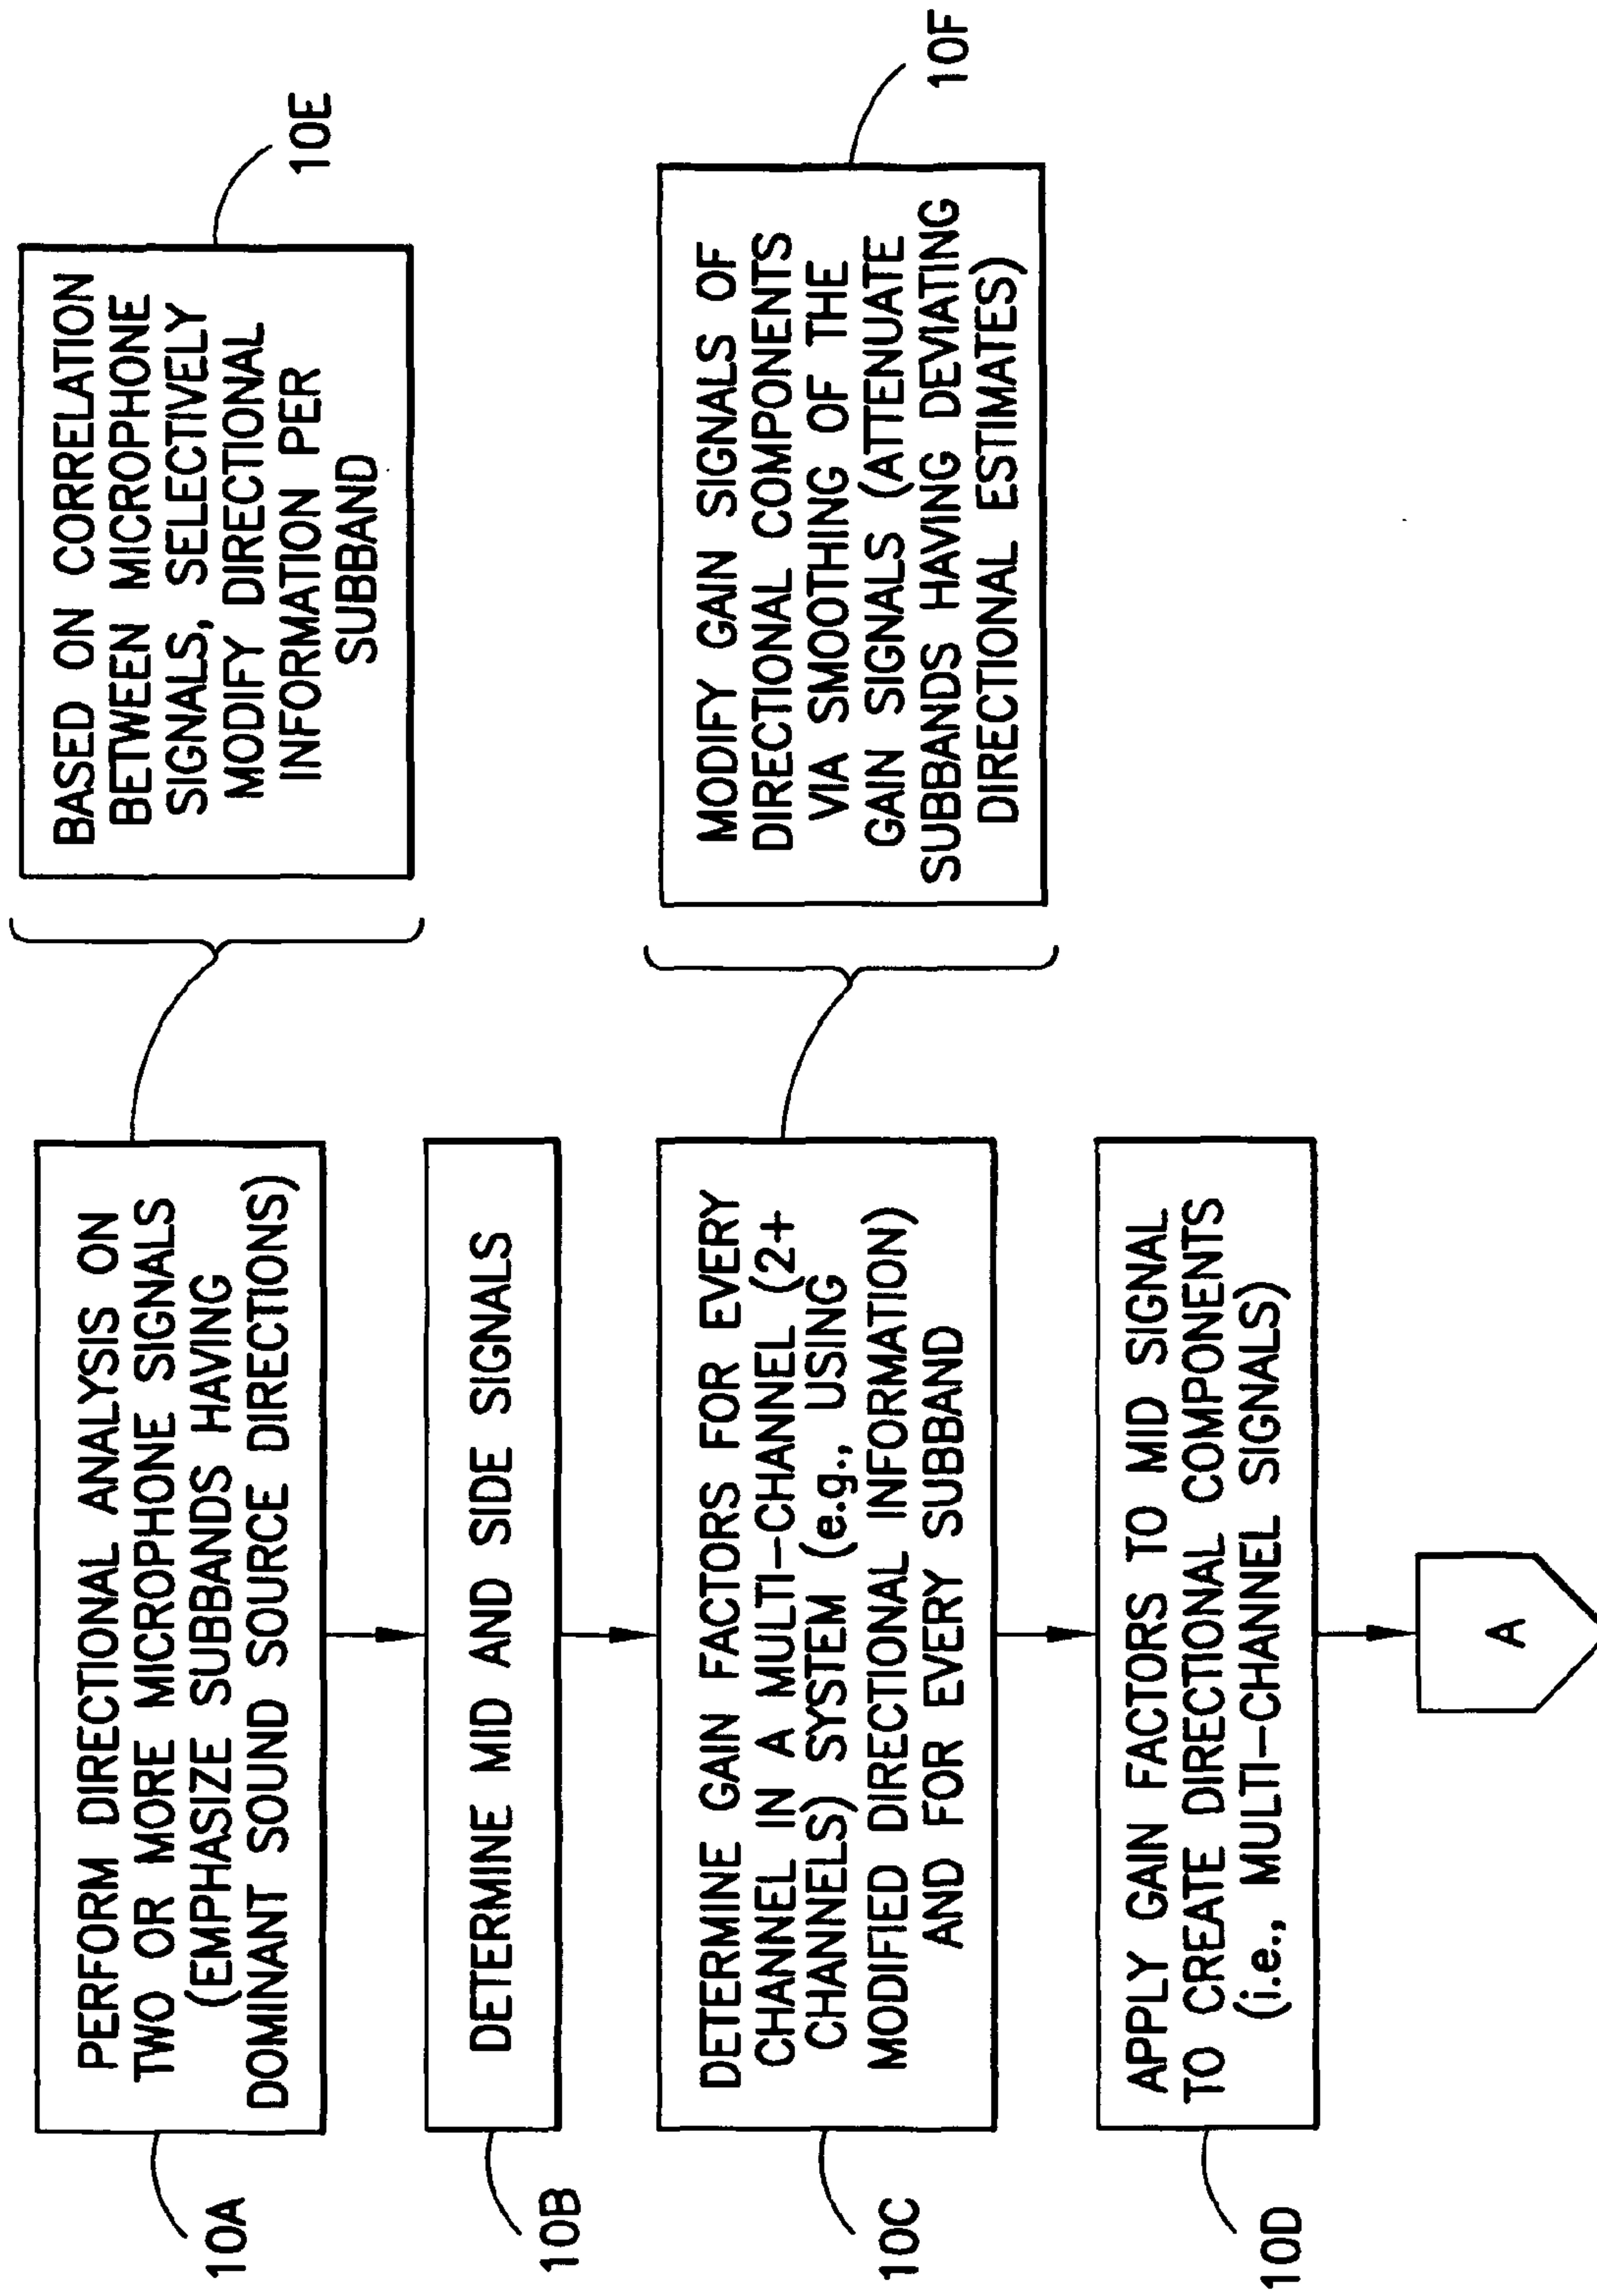 10A
PERFORM DIRECTIONAL ANALYSIS ON
TWO OR MORE MICROPHONE SIGNALS
(EMPHASIZE SUBBANDS HAVING
DOMINANT SOUND SOURCE DIRECTIONS)
BASED ON CORRELATION
BETWEEN MICROPHONE
SIGNALS, SELECTIVELY
MODIFY DIRECTIONAL
INFORMATION PER
SUBBAND
10E
10B
DETERMINE MID AND SIDE SIGNALS
10C
DETERMINE GAIN FACTORS FOR EVERY
CHANNEL IN A MULTI-CHANNEL (2+
CHANNELS) SYSTEM (e.g., USING
MODIFIED DIRECTIONAL INFORMATION)
AND FOR EVERY SUBBAND
MODIFY GAIN SIGNALS OF
DIRECTIONAL COMPONENTS
VIA SMOOTHING OF THE
GAIN SIGNALS (ATTENUATE
SUBBANDS HAVING DEVIATING
DIRECTIONAL ESTIMATES)
10F
10D
APPLY GAIN FACTORS TO MID SIGNAL
TO CREATE DIRECTIONAL COMPONENTS
(i.e., MULTI-CHANNEL SIGNALS)
A